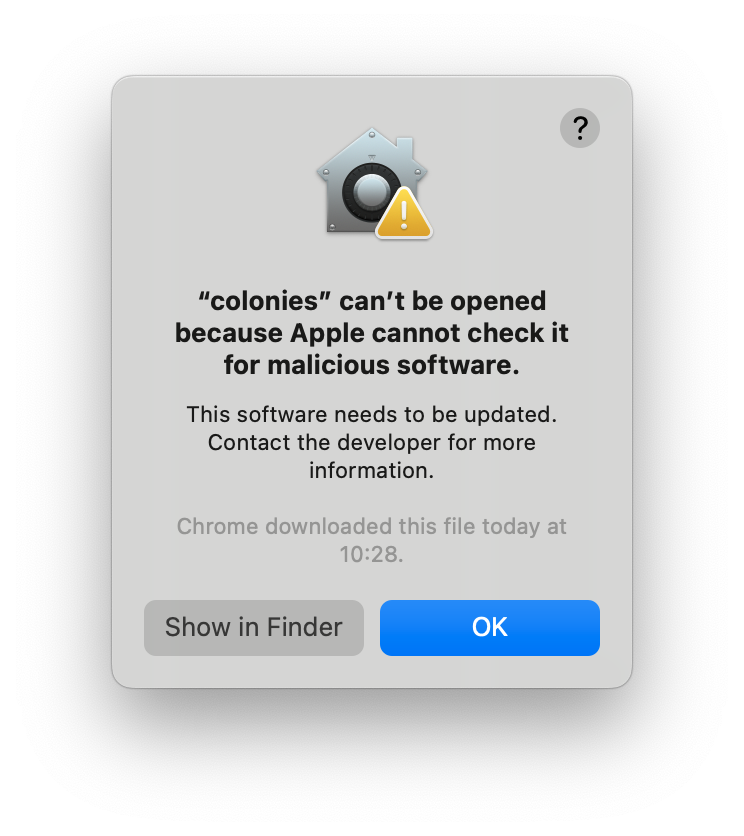 ?
“colonies” can’t be opened
because Apple cannot check it
for malicious software.
This software needs to be updated.
Contact the developer for more
information.
Chrome downloaded this file today at
10:28.
Show in Finder
OK